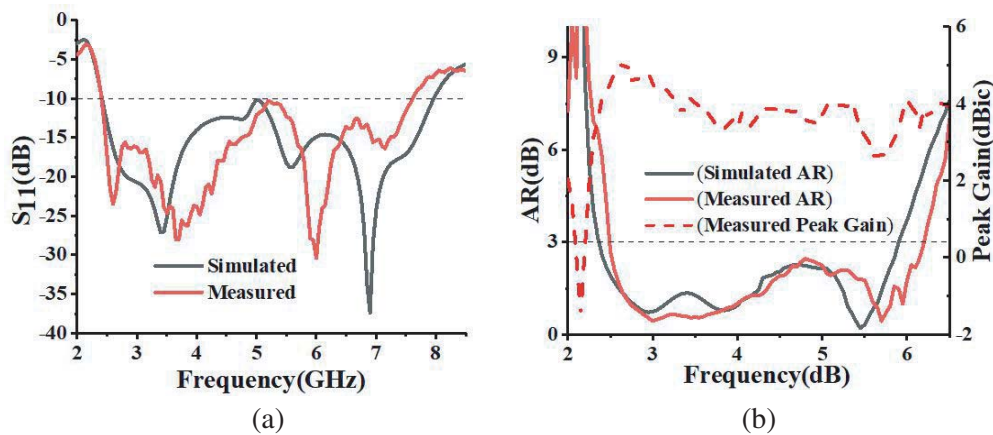 0
-5
-10
-15
-20
-25
-30
-35
-40
S11(dB)
Simulated
Measured
2 3 4 5 6 7 8
Frequency(GHz)
(a)
9
6
3
0
AR(dB)
(Simulated AR)
(Measured AR)
(Measured Peak Gain)
6
4
2
0
-2
Peak Gain(dBic)
2 3 4 5 6
Frequency(dB)
(b)